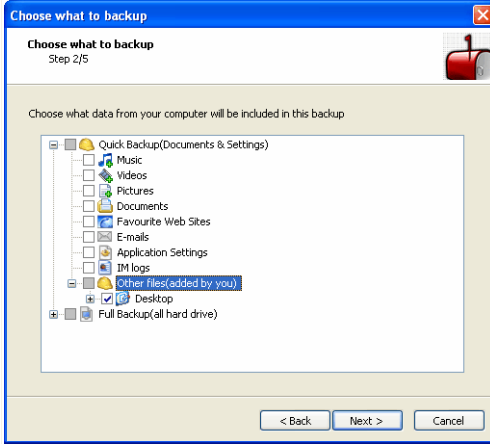 Choose what to backup
Choose what to backup
Step 2/5
Choose what data from your computer will be included in this backup
Quick Backup(Documents & Settings)
Music
Videos
Pictures
Documents
Favourite Web Sites
E-mails
Application Settings
IM logs
Other files(added by you)
Desktop
Full Backup(all hard drive)
< Back Next > Cancel